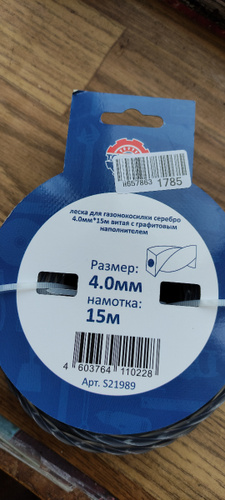 ш657863 1785
леска для газонокосилки серебро
4.0мм*15м витая с графитовым
наполнителем
Размер:
4.0мм
намотка:
15м
4 603764 110228
Арт. S21989